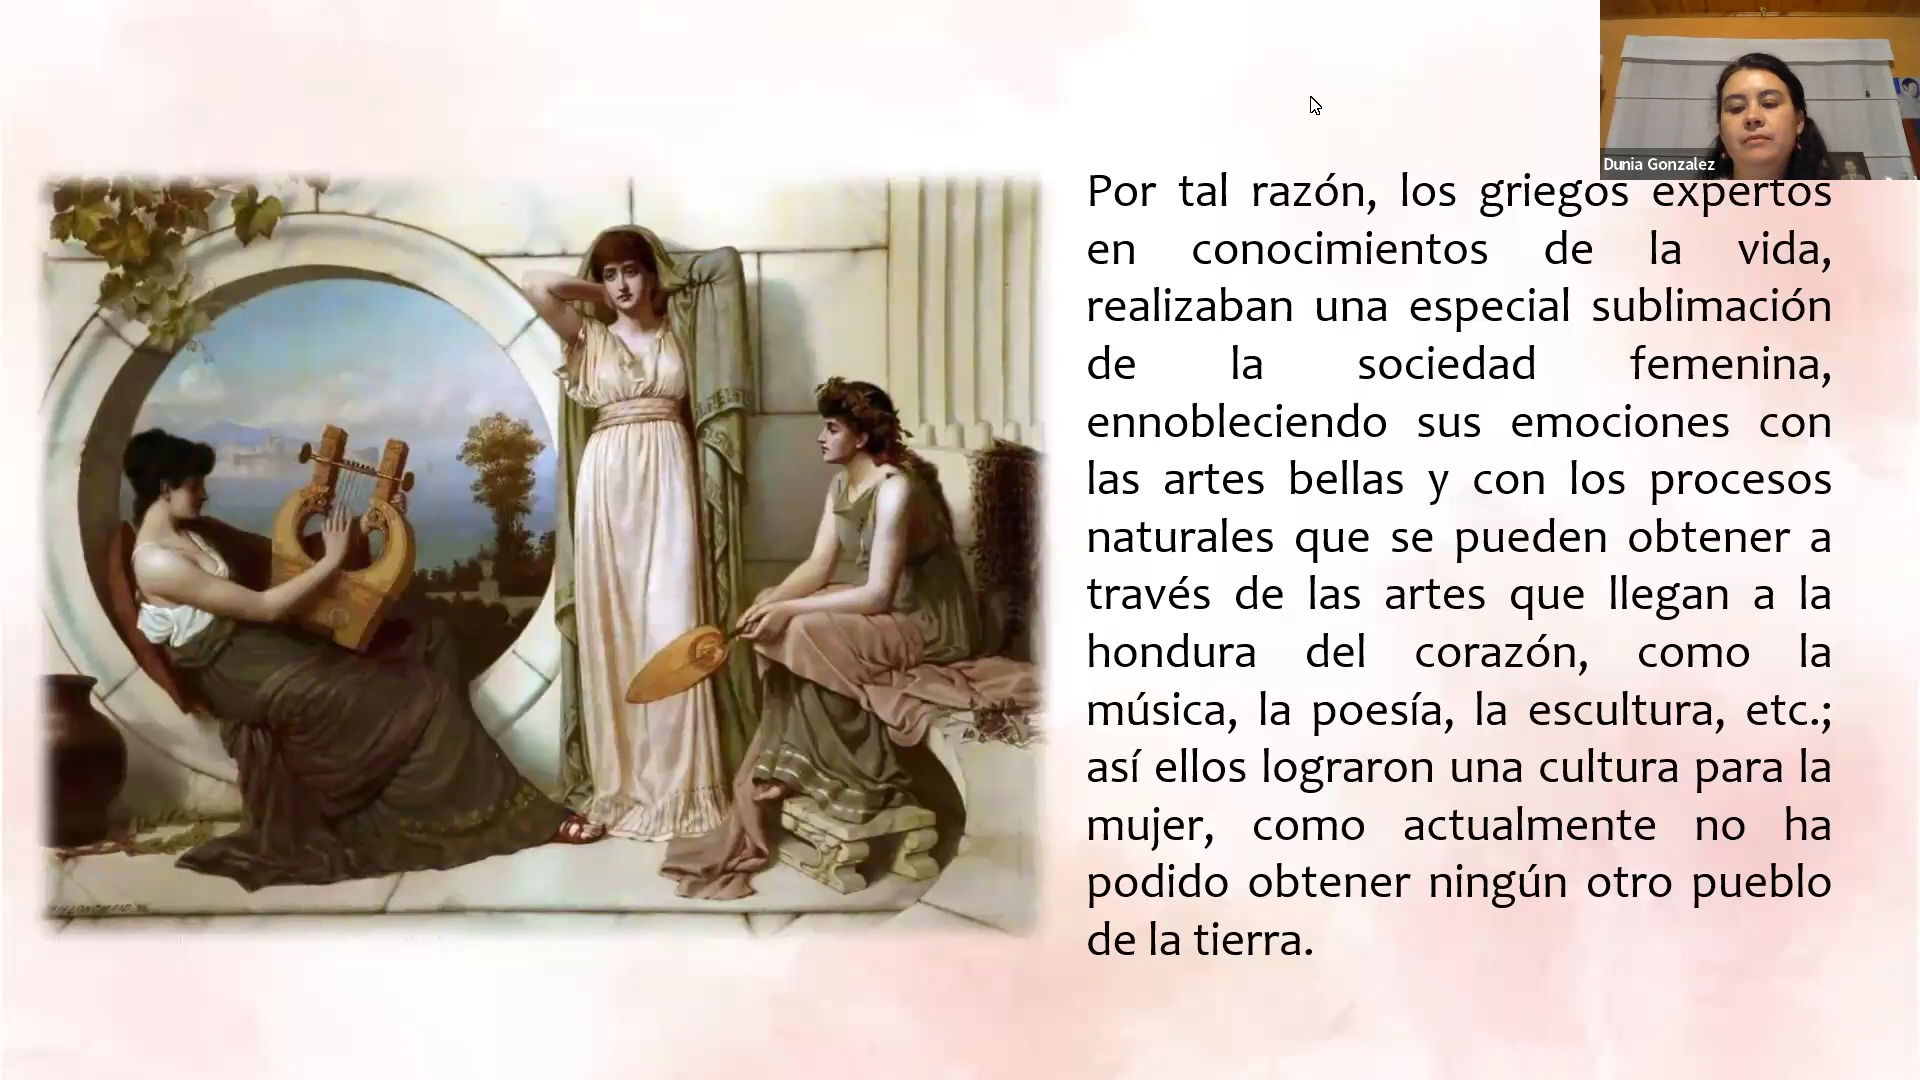 Dunia Gonzalez
Por tal razón, los griegos expertos
en conocimientos de la vida,
realizaban una especial sublimación
de la sociedad femenina,
ennobleciendo sus emociones con
las artes bellas y con los procesos
naturales que se pueden obtener a
través de las artes que llegan a la
hondura del corazón, como la
música, la poesía, la escultura, etc.;
así ellos lograron una cultura para la
mujer, como actualmente no ha
podido obtener ningún otro pueblo
de la tierra.